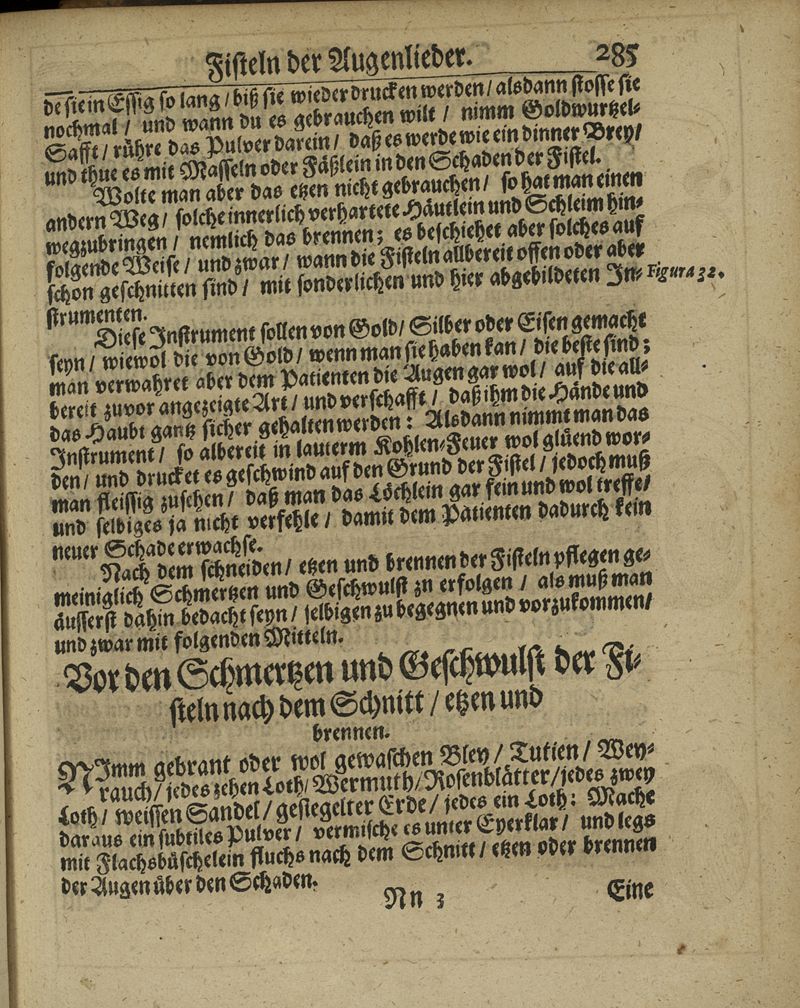 Fisteln der Augenlieder. 285
de sie in Essig so lang / biß sie wieder drucken werden / alsdann stosse sie
nochmal / und wann du es gebrauchen wilt / nimm Goldwurtzel-
Safft / rühre das Pulver darein / daß es werde wie ein dinner Brey /
und thue es mit Masseln oder Fäßlein in den Schaden der Fistel.
Wolte man aber das etzen nicht gebrauchen / so hat man einen
andern Weg / solche innerlich verhartete Häutlein und Schleim hin-
wegzubringen / nemlich das brennen; es beschiehet aber solches auf
folgende Weise / und zwar / wann die Fisteln allbereit offen oder aber
schon geschnitten sind / mit sonderlichen und hier abgebildeten In- Figura 32.
strumenten.
Diese Instrument sollen von Gold / Silber oder Eisen gemacht
seyn / wiewol die von Gold / wenn man sie haben kan / die beste sind;
man verwahret aber dem Patienten die Augen gar wol / auf die all-
bereit zuvor angezeigte Art / und verschafft / daß ihm die Hände und
das Haubt gantz sicher gehalten werden: Alsdann nimmt man das
Instrument / so albereit in lauterm Kohlen-Feuer wol glüend wor-
den / und drucket es geschwind auf den Grund der Fistel / jedoch muß
man fleissig zusehen / daß man das Löchlein gar fein und wol treffe /
und selbiges ja nicht verfehle / damit dem Patienten dadurch kein
neuer Schade erwachse.
Nach dem schneiden / etzen und brennen der Fisteln pflegen ge-
meiniglich Schmertzen und Geschwulst zu erfolgen / als muß man
äusserst dahin bedacht seyn / selbigen zu begegnen und vorzukommen /
und zwar mit folgenden Mitteln.
Vor den Schmertzen und Geschwulst der Fi-
steln nach dem Schnitt / etzen und
brennen.
NImm gebrant oder wol gewaschen Bley / Tutien / Wey-
rauch / jedes zehen Loth / Wermuth / Rosenblätter / jedes zwey
Loth / weissen Sandel / gesiegelter Erde / jedes ein Loth: Mache
daraus ein subtiles Pulver / vermische es unter Eyerklar / und legs
mit Flachsbüschelein fluchs nach dem Schnitt / etzen oder brennen
der Augen über den Schaden.
Nn 3 Eine